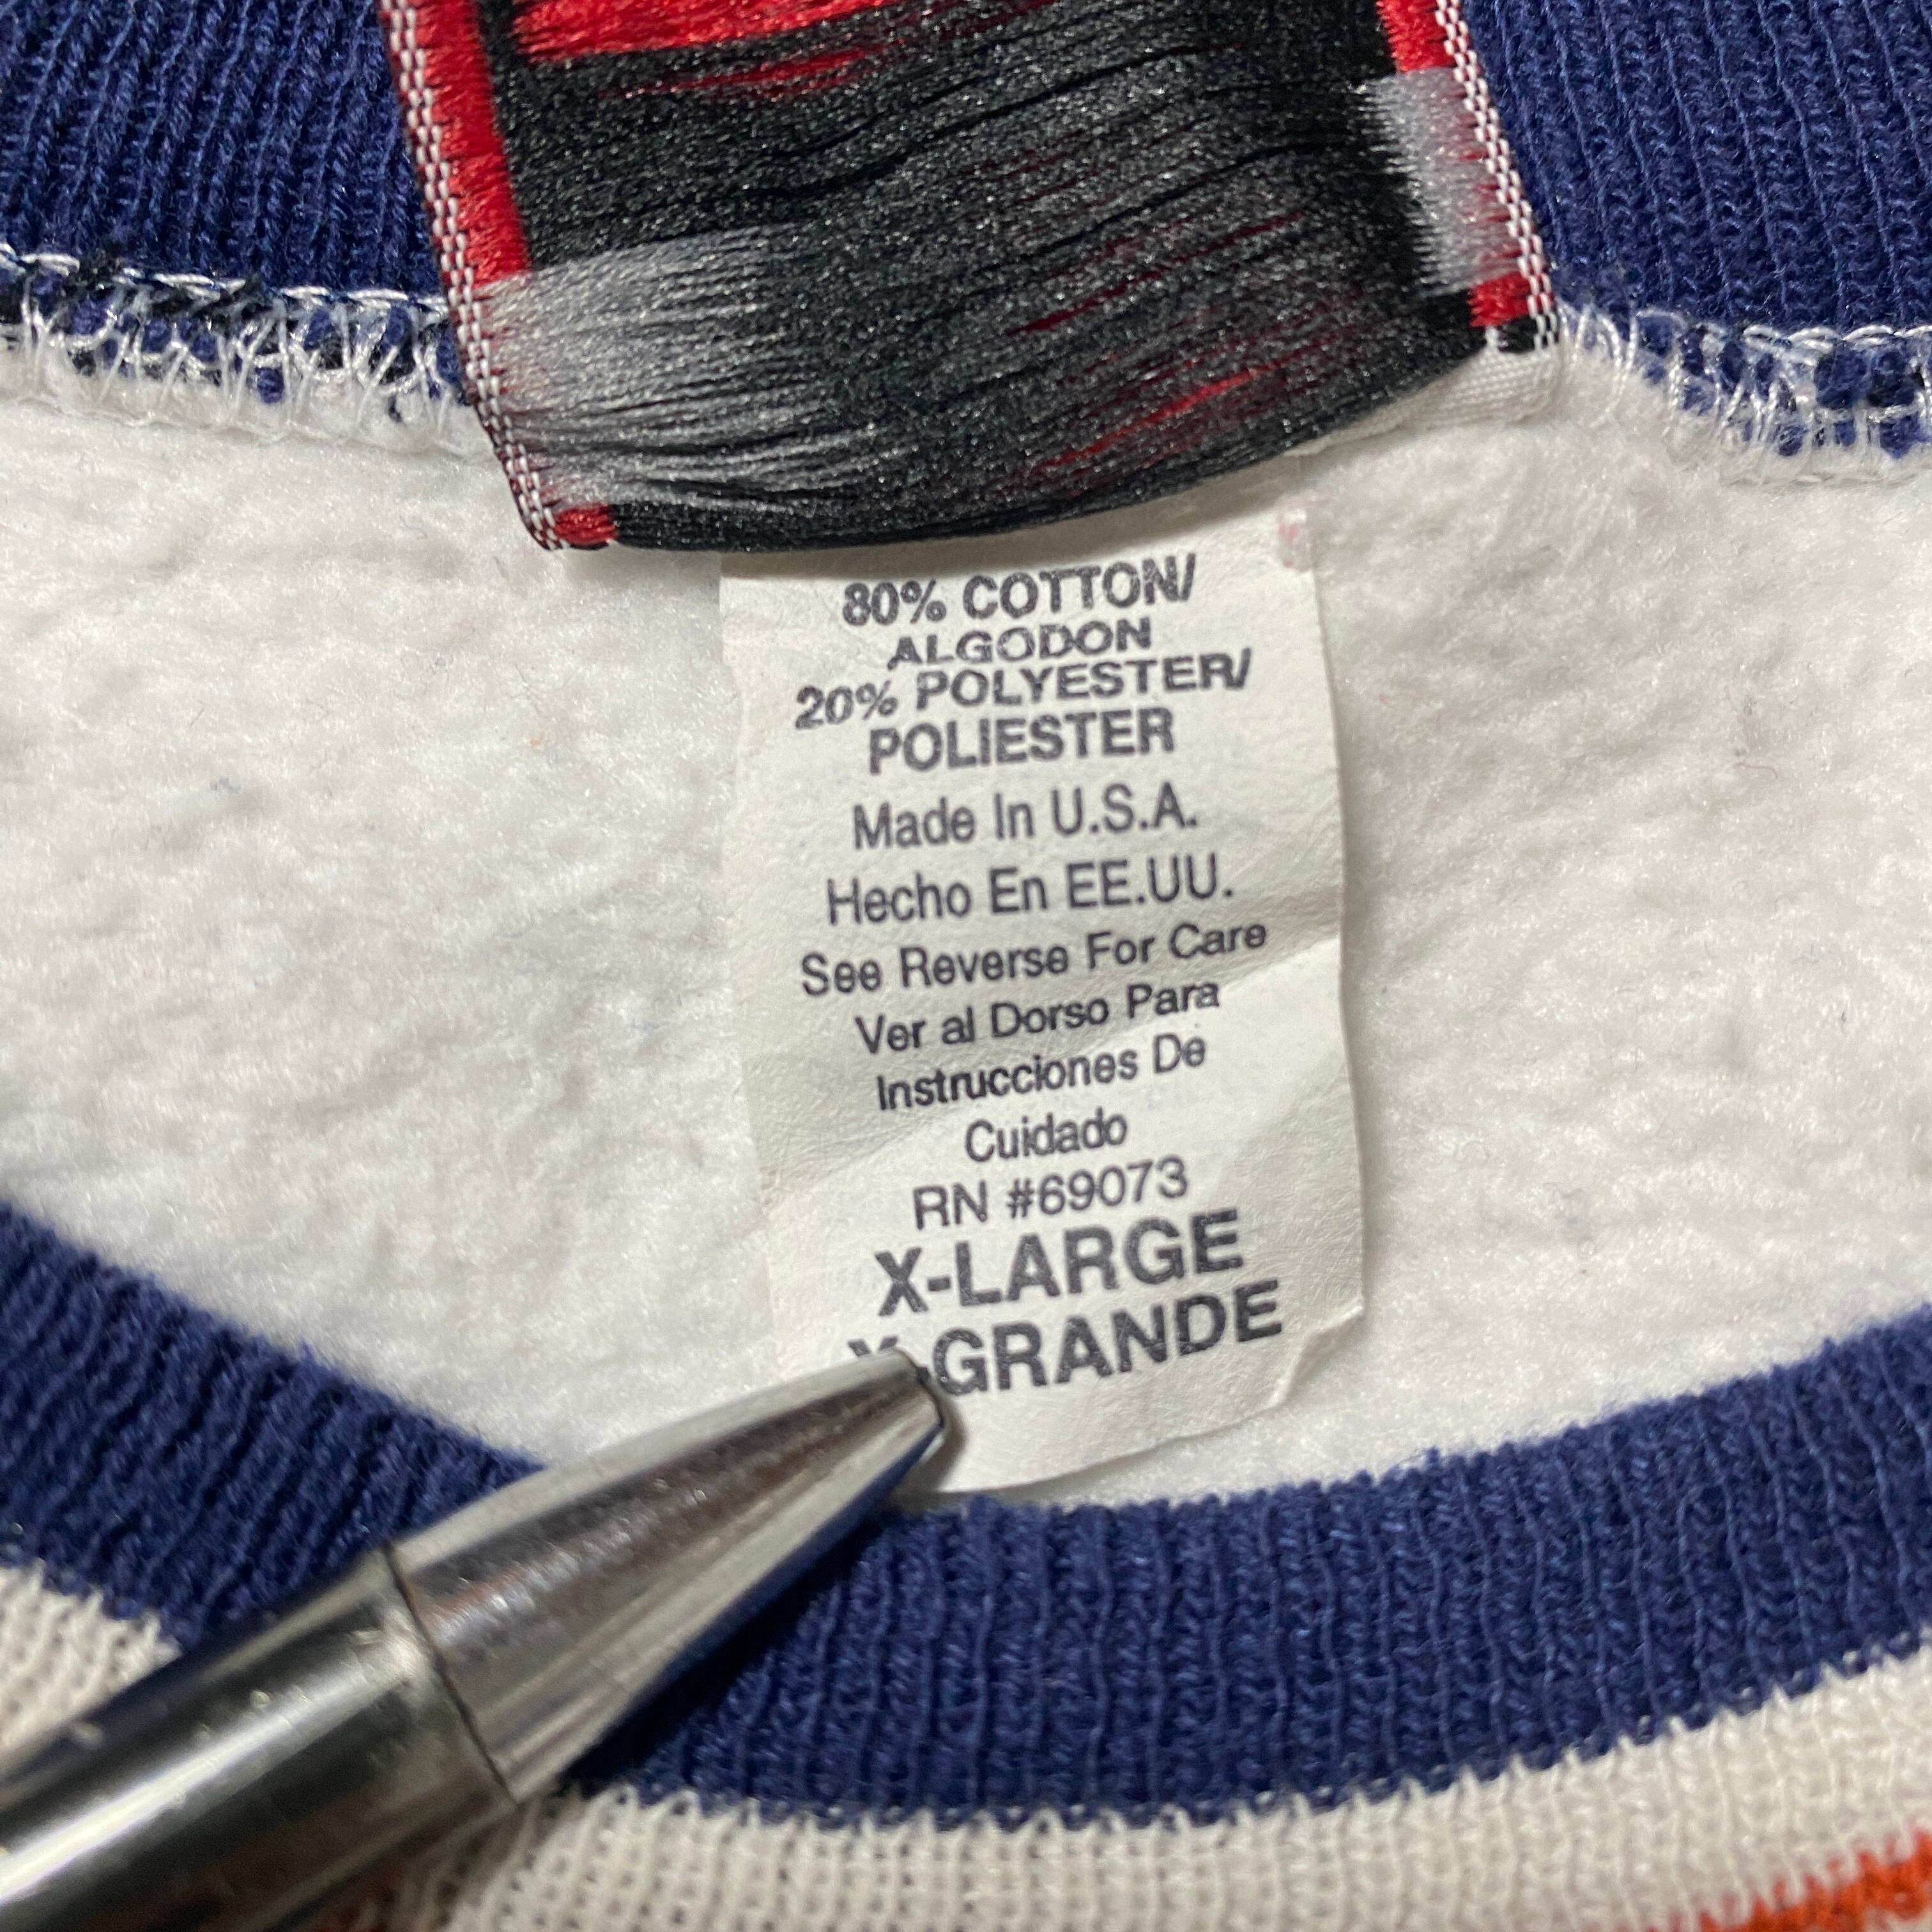 80% COTTON/
ALGODON
20% POLYESTER/
POLIESTER
Made In U.S.A.
Hecho En EE.UU.
See Reverse For Care
Ver al Dorso Para
Instrucciones De
Cuidado
RN #69073
X-LARGE
X-GRANDE